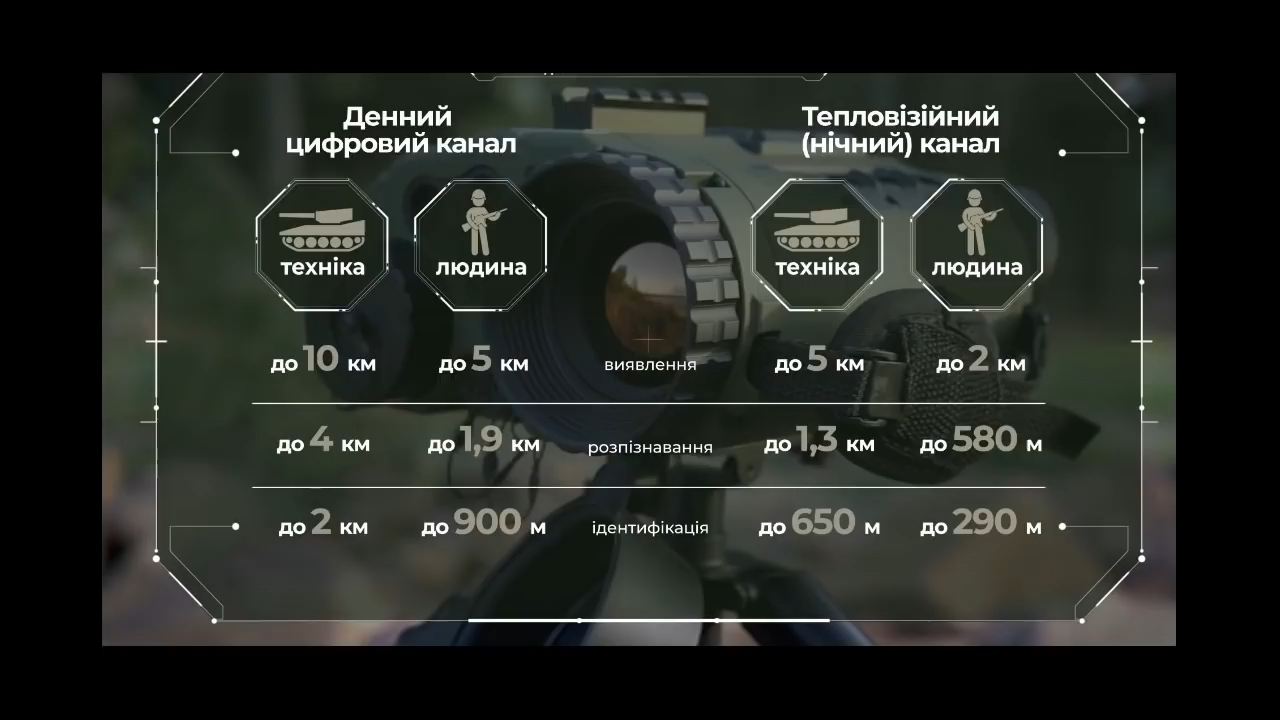 Денний
цифровий канал
Тепловізійний
(нічний) канал
техніка
людина
техніка
людина
до 10 км
до 5 км
виявлення
до 5 км
до 2 км
до 4 км
до 1,9 км
розпізнавання
до 1,3 км
до 580 м
до 2 км
до 900 м
ідентифікація
до 650 м
до 290 м